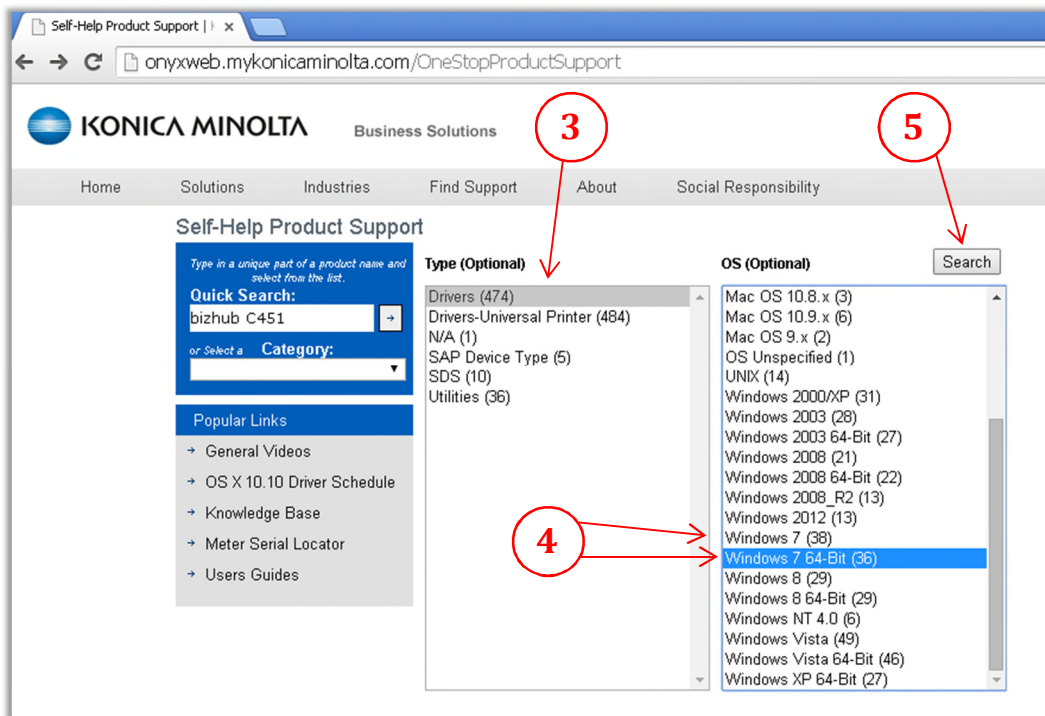 Self-Help Product Support |
onyxweb.mykonicaminolta.com/OneStopProductSupport
KONICA MINOLTA
Business Solutions
3
5
Home Solutions Industries Find Support About Social Responsibility
Self-Help Product Support
Type in a unique part of a product name and
select from the list.
Quick Search:
bizhub C451
or Select a Category:
Popular Links
General Videos
OS X 10.10 Driver Schedule
Knowledge Base
Meter Serial Locator
Users Guides
Type (Optional)
Drivers (474)
Drivers-Universal Printer (484)
N/A (1)
SAP Device Type (5)
SDS (10)
Utilities (36)
4
OS (Optional)
Search
Mac OS 10.8.x (3)
Mac OS 10.9.x (6)
Mac OS 9.x (2)
OS Unspecified (1)
UNIX (14)
Windows 2000/XP (31)
Windows 2003 (28)
Windows 2003 64-Bit (27)
Windows 2008 (21)
Windows 2008 64-Bit (22)
Windows 2008_R2 (13)
Windows 2012 (13)
Windows 7 (38)
Windows 7 64-Bit (36)
Windows 8 (29)
Windows 8 64-Bit (29)
Windows NT 4.0 (6)
Windows Vista (49)
Windows Vista 64-Bit (46)
Windows XP 64-Bit (27)